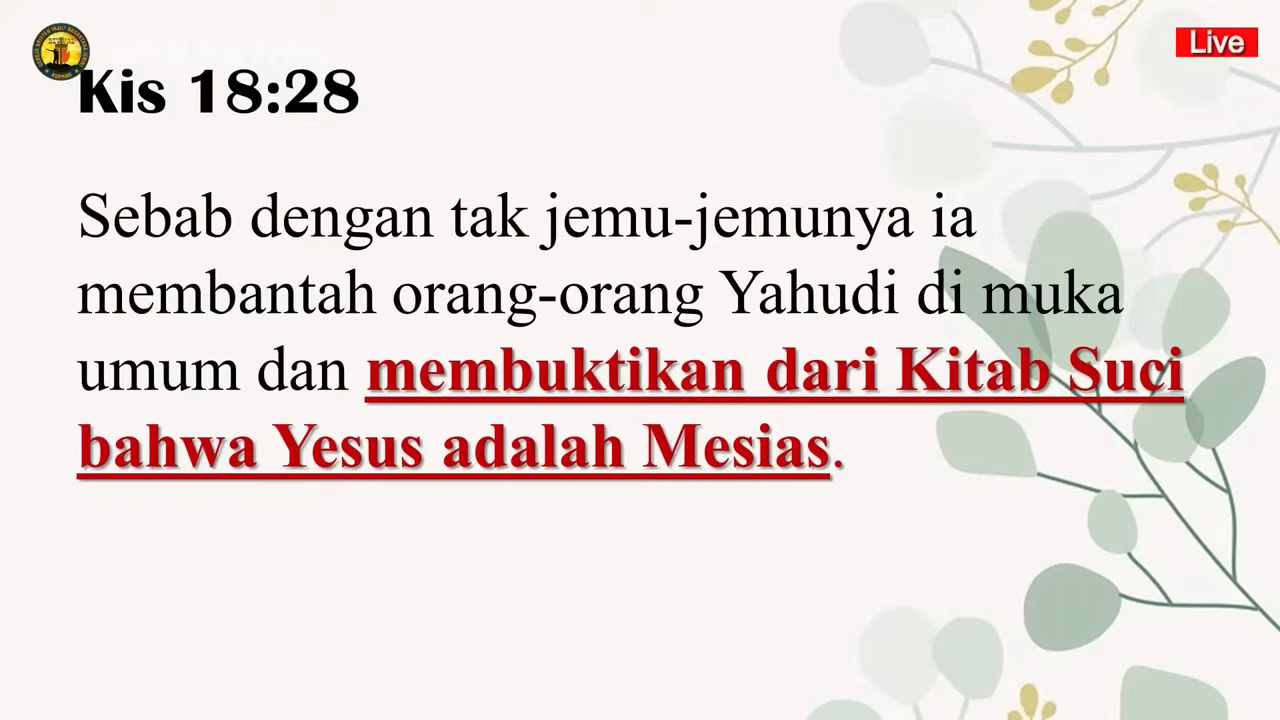 Live
Kis 18:28
Sebab dengan tak jemu-jemunya ia
membantah orang-orang Yahudi di muka
umum dan membuktikan dari Kitab Suci
bahwa Yesus adalah Mesias.